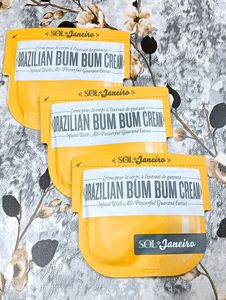 SOL de Janeiro
Crème pour le corps à l'extrait de guarana
BRAZILIAN BUM BUM CREAM
Infused With All-Powerful Guaraná Extract
SOL de Janeiro
Crème pour le corps à l'extrait de guarana
BRAZILIAN BUM BUM CREAM
Infused With All-Powerful Guaraná Extract
SOL de Janeiro
Crème pour le corps à l'extrait de guarana
BRAZILIAN BUM BUM CREAM
Infused With All-Powerful Guaraná Extract
SOL de Janeiro